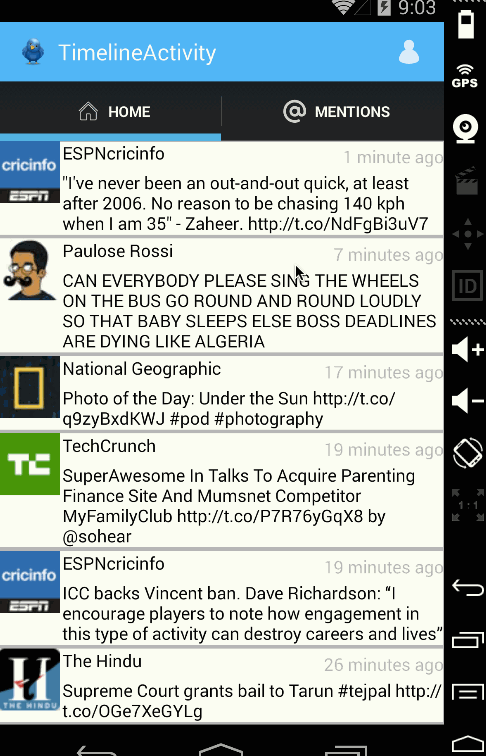 9:03
TimelineActivity
HOME
@ MENTIONS
GPS
cricinfo
ESPN
ESPNcricinfo
1 minute ago
"I've never been an out-and-out quick, at least
after 2006. No reason to be chasing 140 kph
when I am 35" - Zaheer. http://t.co/NdFgBi3uV7
Paulose Rossi
7 minutes ago
CAN EVERYBODY PLEASE SING THE WHEELS
ON THE BUS GO ROUND AND ROUND LOUDLY
SO THAT BABY SLEEPS ELSE BOSS DEADLINES
ARE DYING LIKE ALGERIA
ID
National Geographic
17 minutes ago
Photo of the Day: Under the Sun http://t.co/
q9zyBxdKWJ #pod #photography
TC
TechCrunch
19 minutes ago
SuperAwesome In Talks To Acquire Parenting
Finance Site And Mumsnet Competitor
MyFamilyClub http://t.co/P7R76yGqX8 by
@sohear
1:1
cricinfo
ESPN
ESPNcricinfo
19 minutes ago
ICC backs Vincent ban. Dave Richardson: “I
encourage players to note how engagement in
this type of activity can destroy careers and lives”
H
THE HINDU
The Hindu
26 minutes ago
Supreme Court grants bail to Tarun #tejpal http://
t.co/OGe7XeGYLg